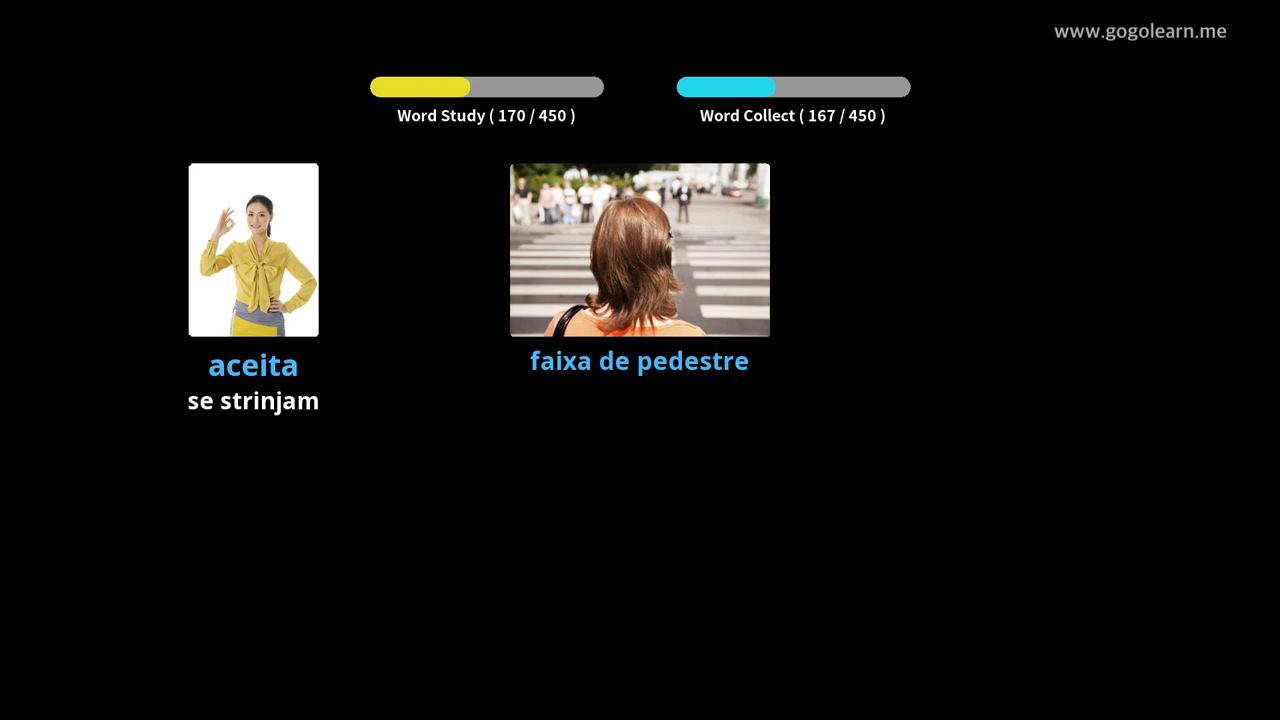 www.gogolearn.me
Word Study ( 170 / 450 )
Word Collect ( 167 / 450 )
aceita
se strinjam
faixa de pedestre